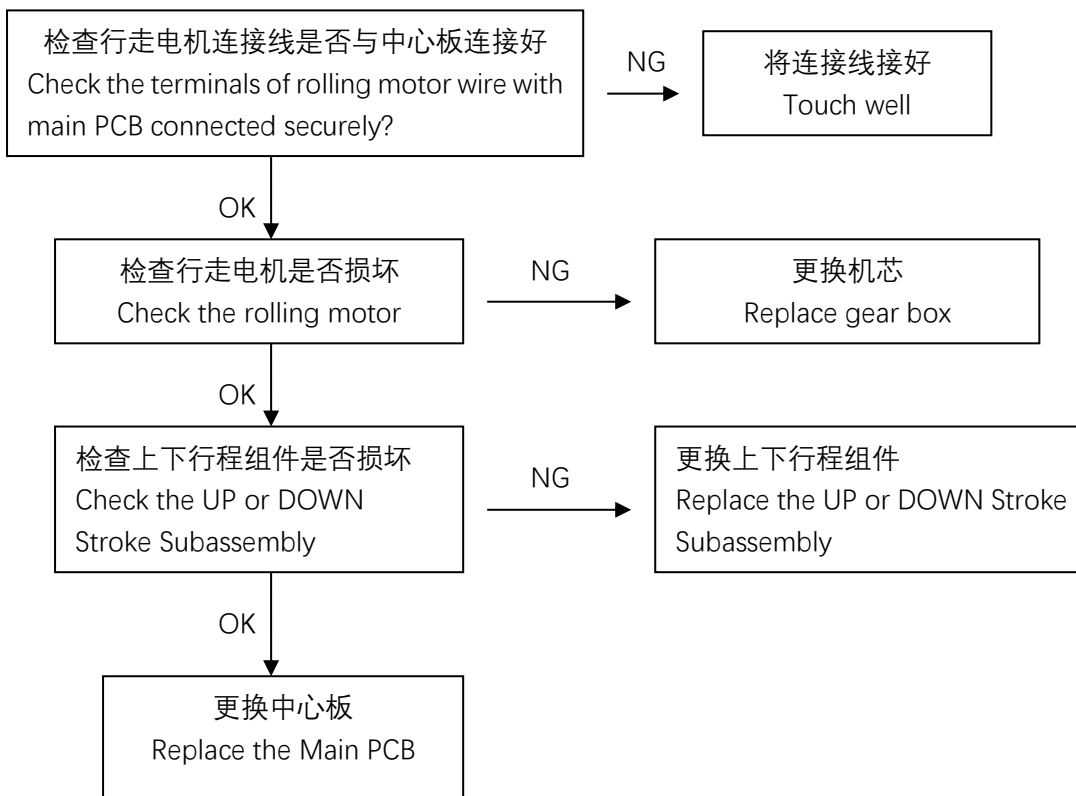 检查行走电机连接线是否与中心板连接好
Check the terminals of rolling motor wire with
main PCB connected securely?
NG
将连接线接好
Touch well
OK
检查行走电机是否损坏
Check the rolling motor
NG
更换机芯
Replace gear box
OK
检查上下行程组件是否损坏
Check the UP or DOWN
Stroke Subassembly
NG
更换上下行程组件
Replace the UP or DOWN Stroke
Subassembly
OK
更换中心板
Replace the Main PCB